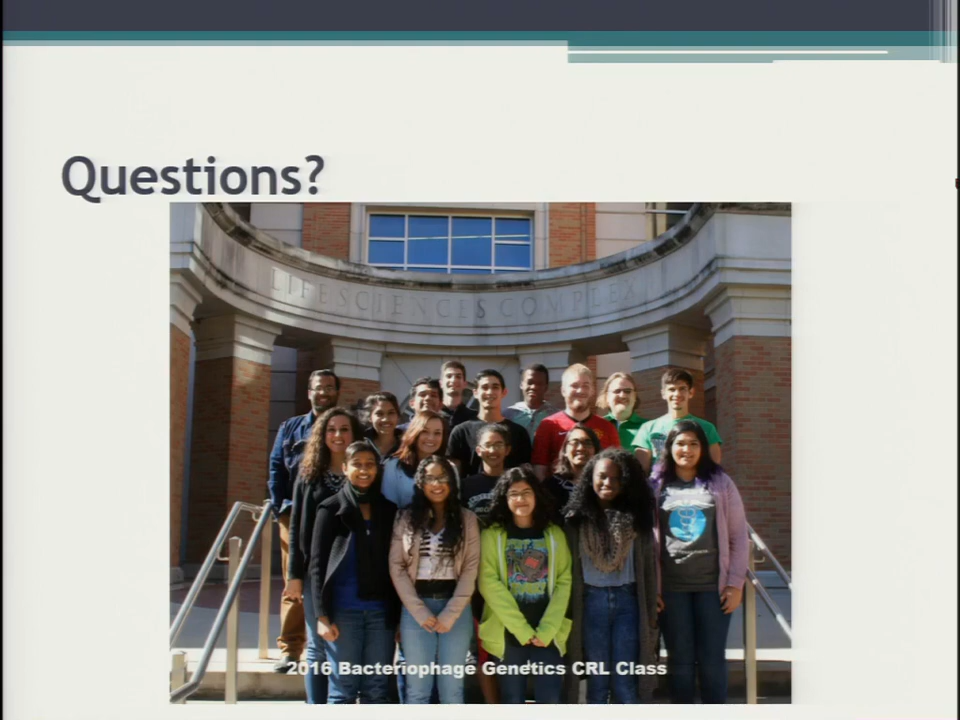 Questions?
LIFE SCIENCES COMPLEX
2016 Bacteriophage Genetics CRL Class